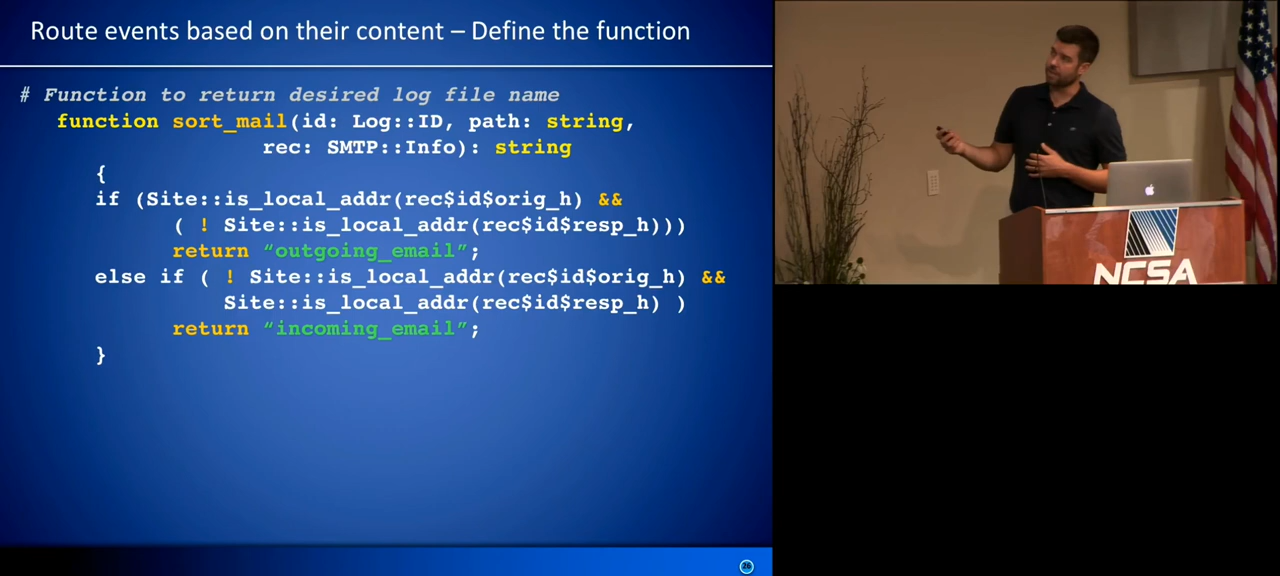 Route events based on their content – Define the function
# Function to return desired log file name
function sort_mail(id: Log::ID, path: string,
rec: SMTP::Info): string
{
if (Site::is_local_addr(rec$id$orig_h) &&
( ! Site::is_local_addr(rec$id$resp_h)))
return “outgoing_email”;
else if ( ! Site::is_local_addr(rec$id$orig_h) &&
Site::is_local_addr(rec$id$resp_h) )
return “incoming_email”;
}
26
NCSA